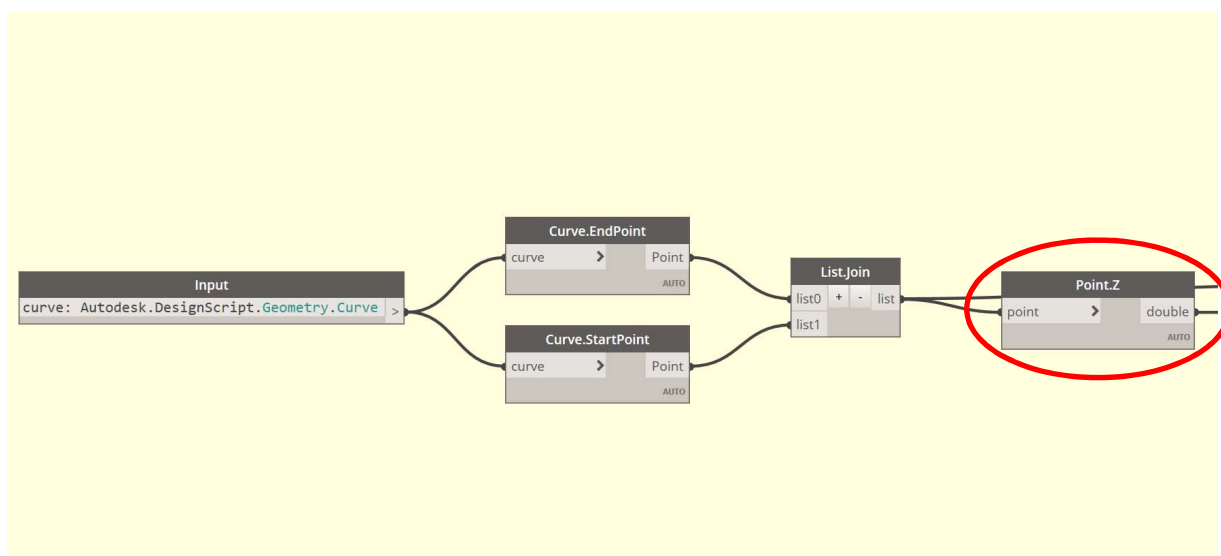 Input
curve: Autodesk.DesignScript.Geometry.Curve >
Curve.EndPoint
curve > Point
AUTO
Curve.StartPoint
curve > Point
AUTO
List.Join
list0 + - list
list1
Point.Z
point > double
AUTO